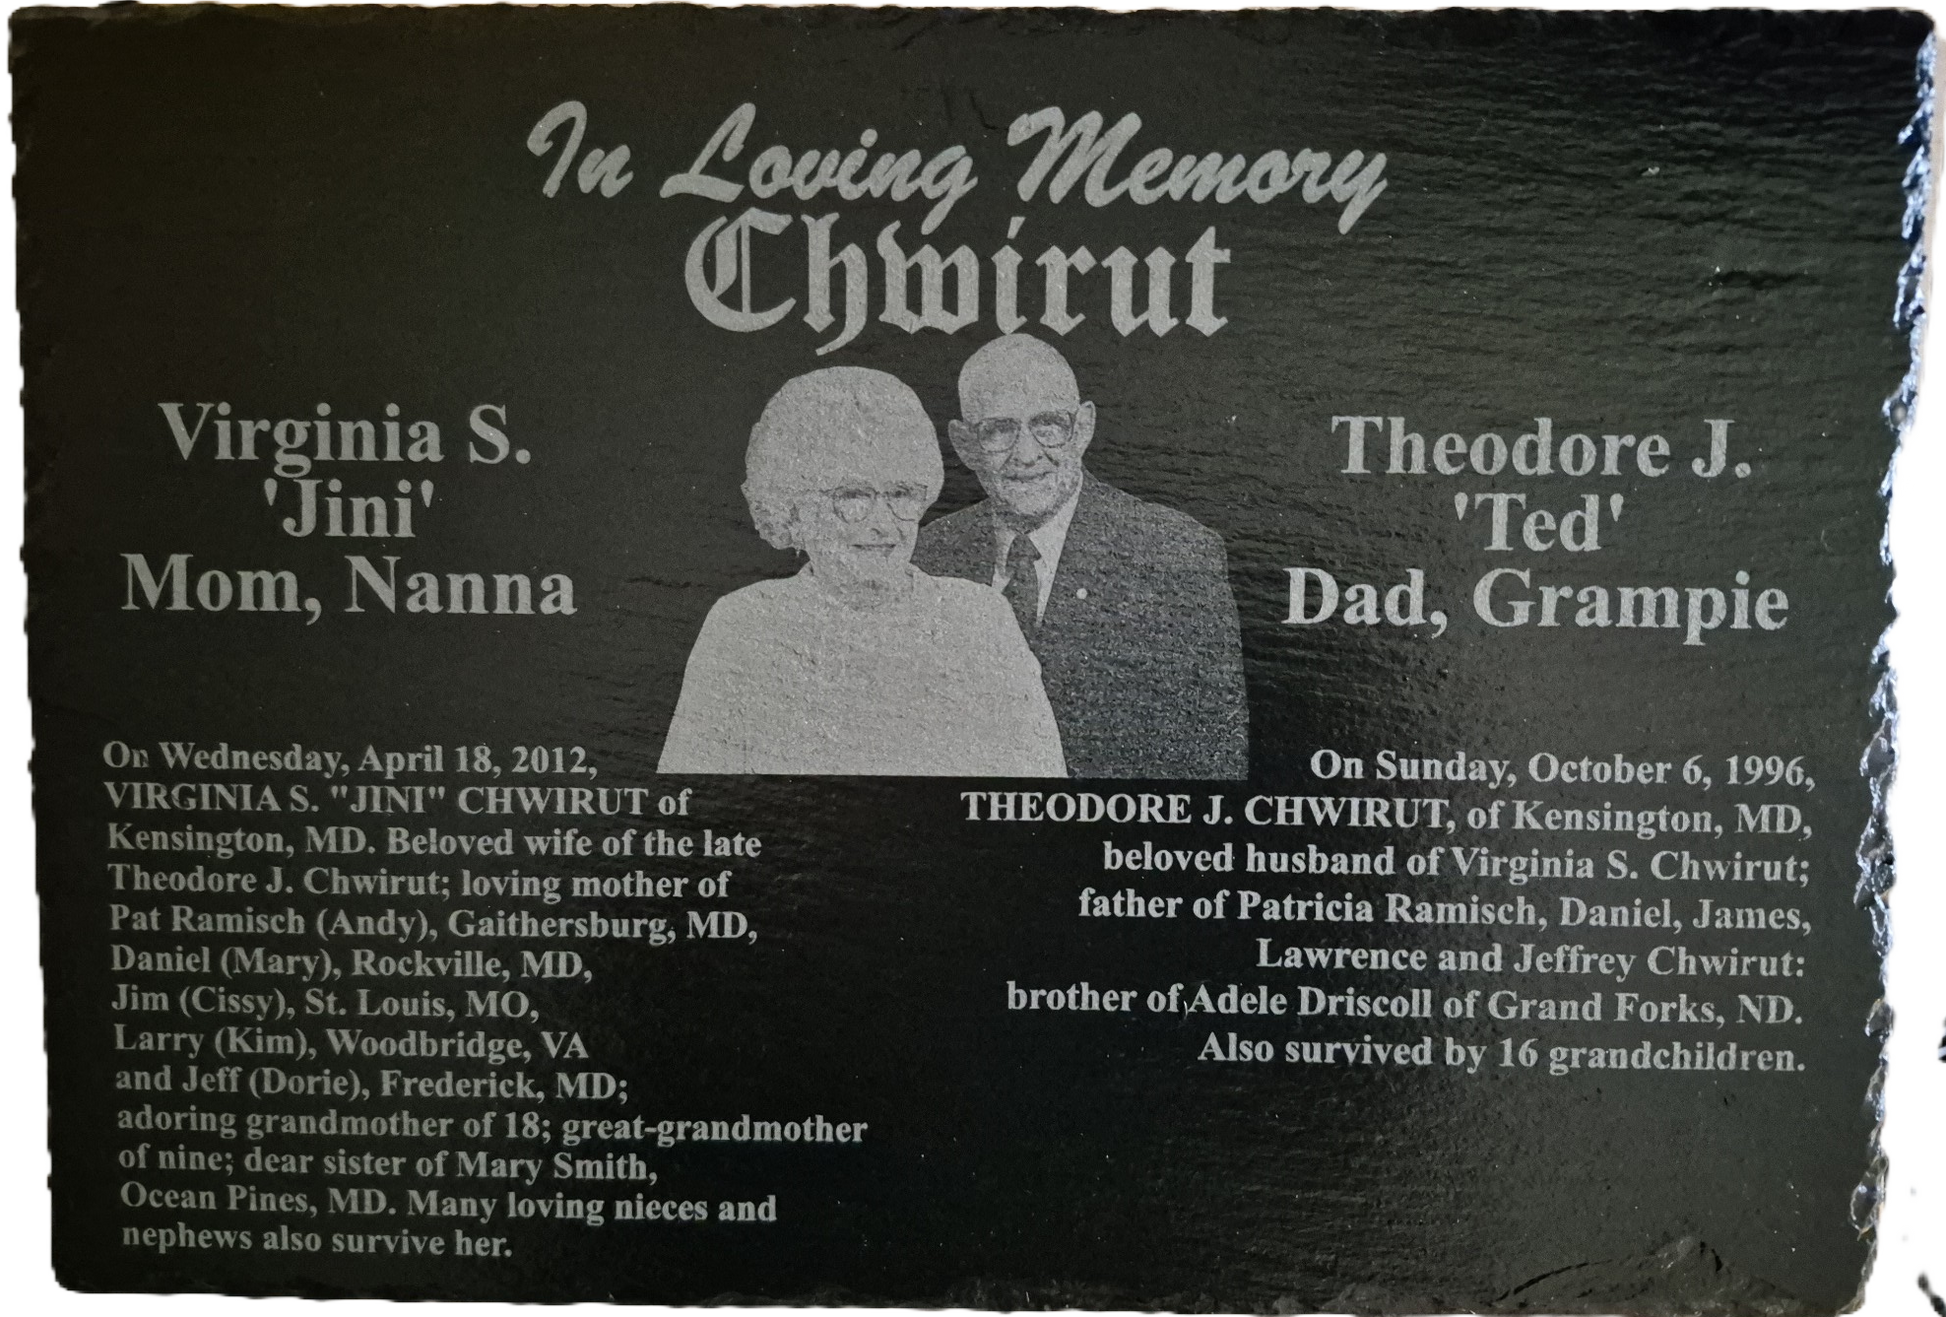 In Loving Memory
Chwirut
Virginia S.
'Jini'
Mom, Nanna
Theodore J.
'Ted'
Dad, Grampie
On Wednesday, April 18, 2012,
VIRGINIA S. "JINI" CHWIRUT of
Kensington, MD. Beloved wife of the late
Theodore J. Chwirut; loving mother of
Pat Ramisch (Andy), Gaithersburg, MD,
Daniel (Mary), Rockville, MD,
Jim (Cissy), St. Louis, MO,
Larry (Kim), Woodbridge, VA
and Jeff (Dorie), Frederick, MD;
adoring grandmother of 18; great-grandmother
of nine; dear sister of Mary Smith,
Ocean Pines, MD. Many loving nieces and
nephews also survive her.
On Sunday, October 6, 1996,
THEODORE J. CHWIRUT, of Kensington, MD,
beloved husband of Virginia S. Chwirut;
father of Patricia Ramisch, Daniel, James,
Lawrence and Jeffrey Chwirut:
brother of Adele Driscoll of Grand Forks, ND.
Also survived by 16 grandchildren.